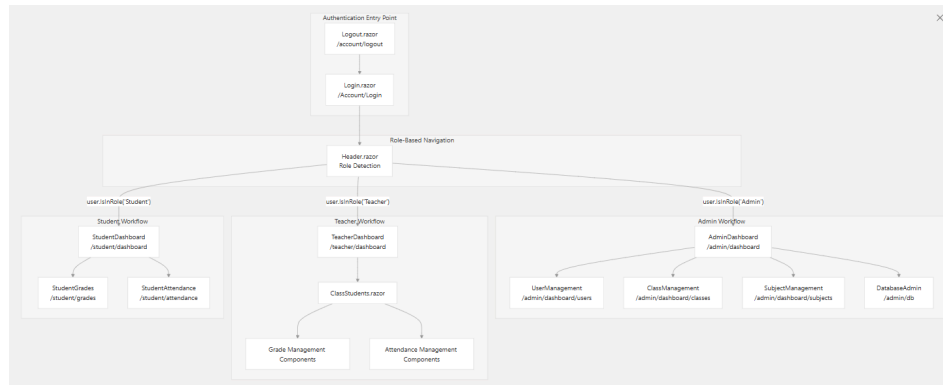 Authentication Entry Point
Logout.razor
/account/logout
Login.razor
/Account/Login
Role-Based Navigation
Header.razor
Role Detection
user.IsInRole('Student')
user.IsInRole('Teacher')
user.IsInRole('Admin')
Student Workflow
StudentDashboard
/student/dashboard
StudentGrades
/student/grades
StudentAttendance
/student/attendance
Teacher Workflow
TeacherDashboard
/teacher/dashboard
ClassStudents.razor
Grade Management
Components
Attendance Management
Components
Admin Workflow
AdminDashboard
/admin/dashboard
UserManagement
/admin/dashboard/users
ClassManagement
/admin/dashboard/classes
SubjectManagement
/admin/dashboard/subjects
DatabaseAdmin
/admin/db